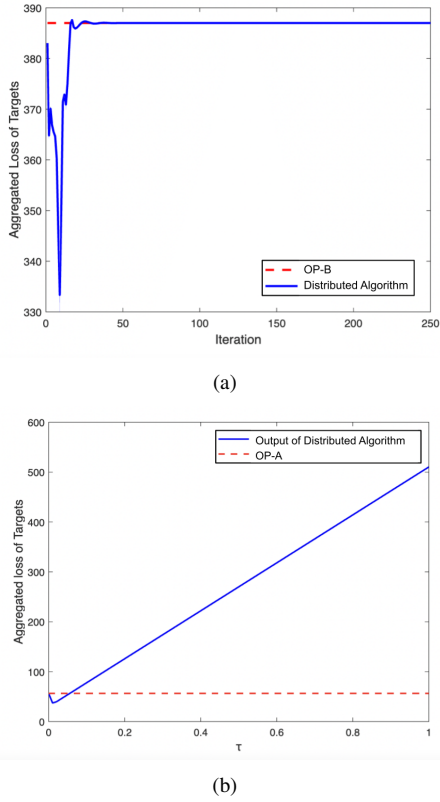 390
380
370
360
350
340
330
Aggregated Loss of Targets
OP-B
Distributed Algorithm
0
50
100
150
200
250
Iteration
(a)
600
500
400
300
200
100
0
Aggregated loss of Targets
Output of Distributed Algorithm
OP-A
0
0.2
0.4
0.6
0.8
1
τ
(b)